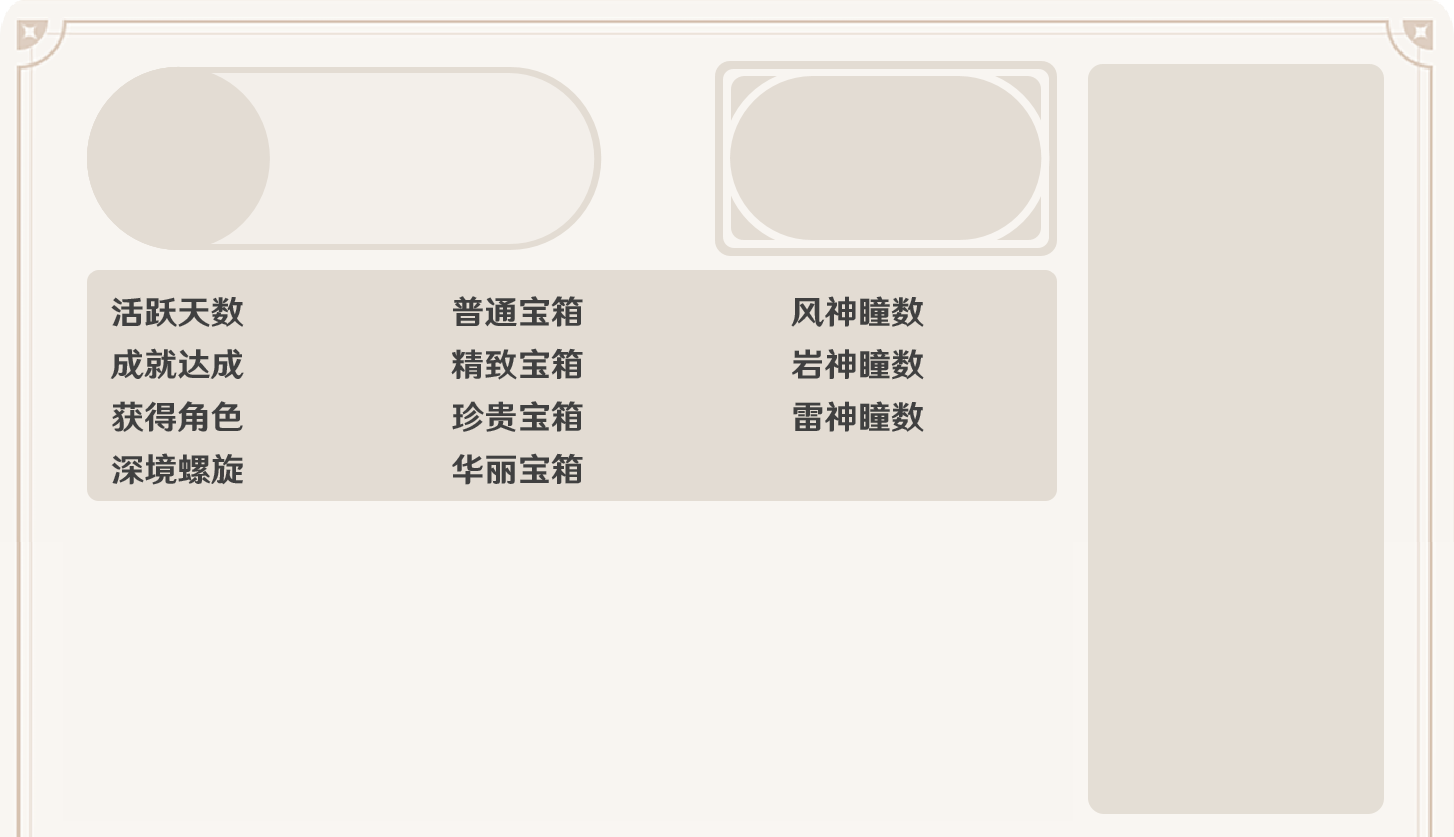 活跃天数 普通宝箱 风神瞳数
成就达成 精致宝箱 岩神瞳数
获得角色 珍贵宝箱 雷神瞳数
深境螺旋 华丽宝箱